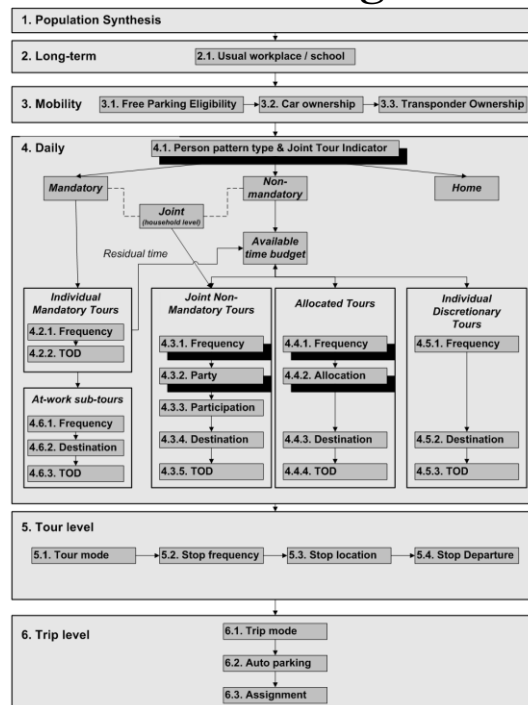 1. Population Synthesis
2. Long-term
2.1. Usual workplace / school
3. Mobility
3.1. Free Parking Eligibility
3.2. Car ownership
3.3. Transponder Ownership
4. Daily
4.1. Person pattern type & Joint Tour Indicator
Mandatory
Non-
mandatory
Home
Joint
(household level)
Residual time
Available
time budget
Individual
Mandatory Tours
4.2.1. Frequency
4.2.2. TOD
At-work sub-tours
4.6.1. Frequency
4.6.2. Destination
4.6.3. TOD
Joint Non-
Mandatory Tours
4.3.1. Frequency
4.3.2. Party
4.3.3. Participation
4.3.4. Destination
4.3.5. TOD
Allocated Tours
4.4.1. Frequency
4.4.2. Allocation
4.4.3. Destination
4.4.4. TOD
Individual
Discretionary
Tours
4.5.1. Frequency
4.5.2. Destination
4.5.3. TOD
5. Tour level
5.1. Tour mode
5.2. Stop frequency
5.3. Stop location
5.4. Stop Departure
6. Trip level
6.1. Trip mode
6.2. Auto parking
6.3. Assignment